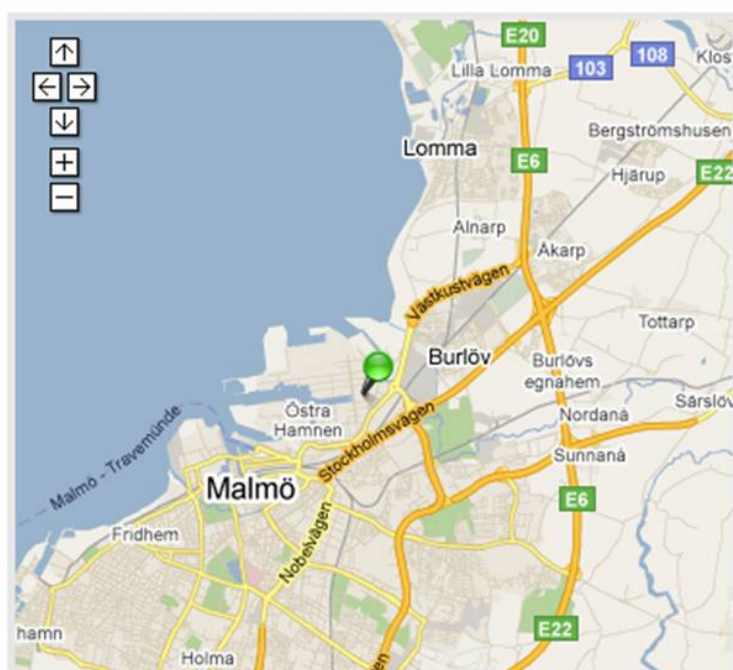 E20
Lilla Lomma
103
108
Klos
Bergströmshusen
Lomma
E6
Hjärup
E22
Alnarp
Åkarp
Västkustvägen
Tottarp
Burlöv
Burlövs
egnahem
Östra
Hamnen
Särslöv
Nordanå
Stockholmsvägen
Malmö - Travemünde
Sunnanå
Malmö
E6
Nobelvägen
Fridhem
E22
hamn
Holma
en